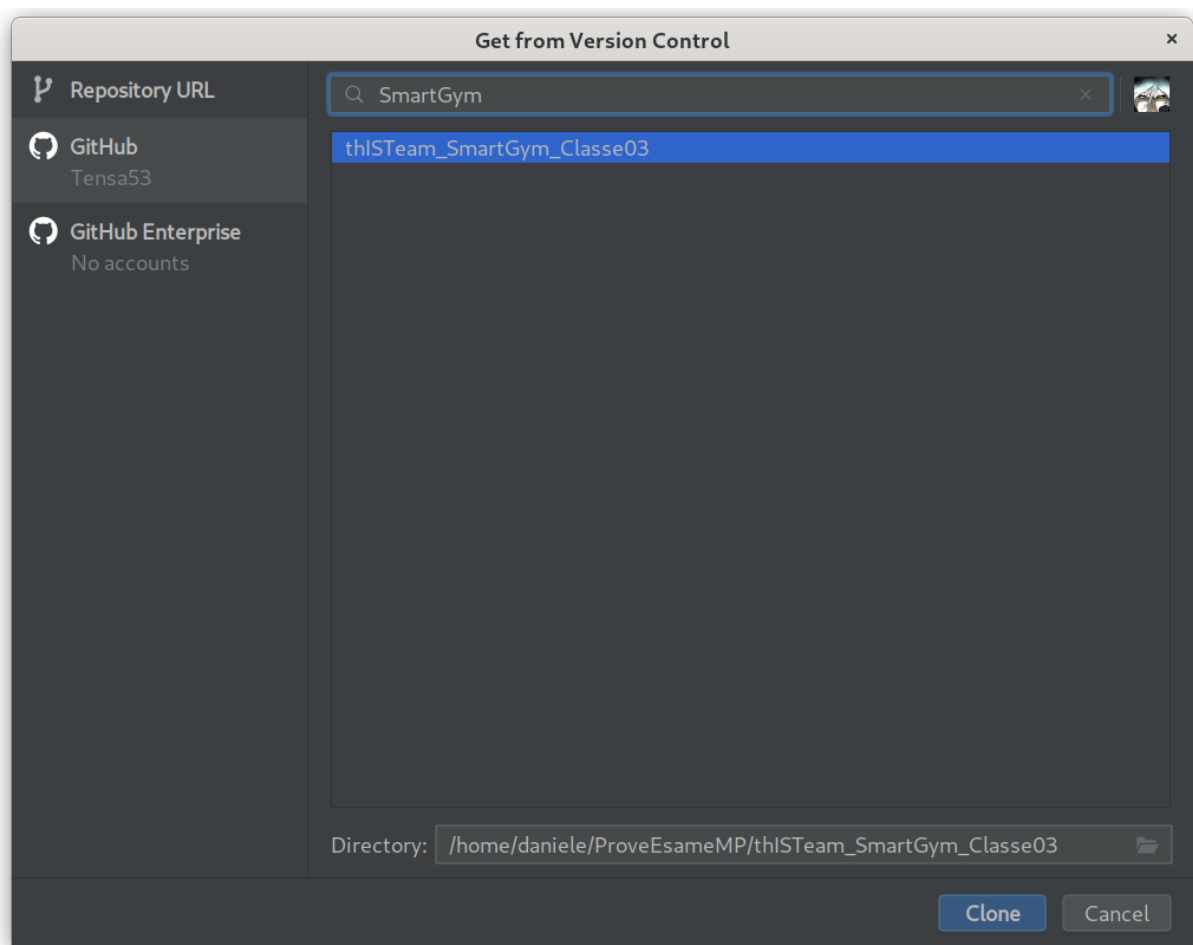 Get from Version Control
Repository URL
GitHub
Tensa53
GitHub Enterprise
No accounts
SmartGym
thISTeam_SmartGym_Classe03
Directory: /home/daniele/ProveEsameMP/thISTeam_SmartGym_Classe03
Clone Cancel